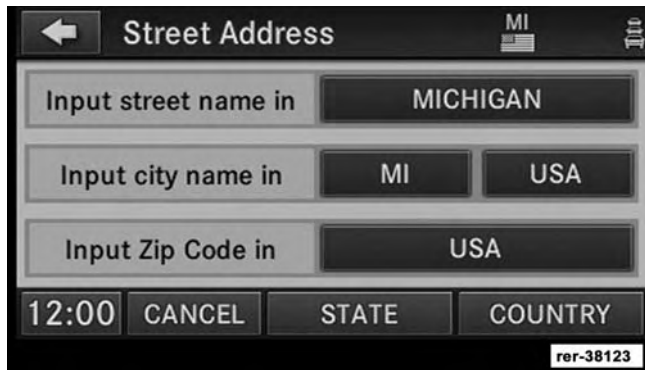 Street Address MI
Input street name in MICHIGAN
Input city name in MI USA
Input Zip Code in USA
12:00 CANCEL STATE COUNTRY
rer-38123